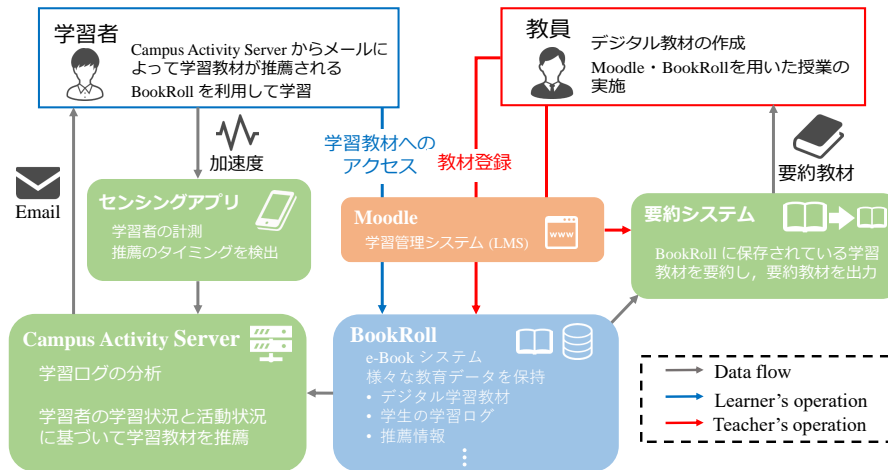 学習者
Campus Activity Server からメールに
よって学習教材が推薦される
BookRoll を利用して学習
教員
デジタル教材の作成
Moodle・BookRollを用いた授業の
実施
Email
加速度
学習教材への
アクセス
教材登録
要約教材
センシングアプリ
学習者の計測
推薦のタイミングを検出
Moodle
学習管理システム (LMS)
www
要約システム
BookRoll に保存されている学習
教材を要約し，要約教材を出力
Campus Activity Server
学習ログの分析
学習者の学習状況と活動状況
に基づいて学習教材を推薦
BookRoll
e-Book システム
様々な教育データを保持
• デジタル学習教材
• 学生の学習ログ
• 推薦情報
⋮
Data flow
Learner's operation
Teacher's operation